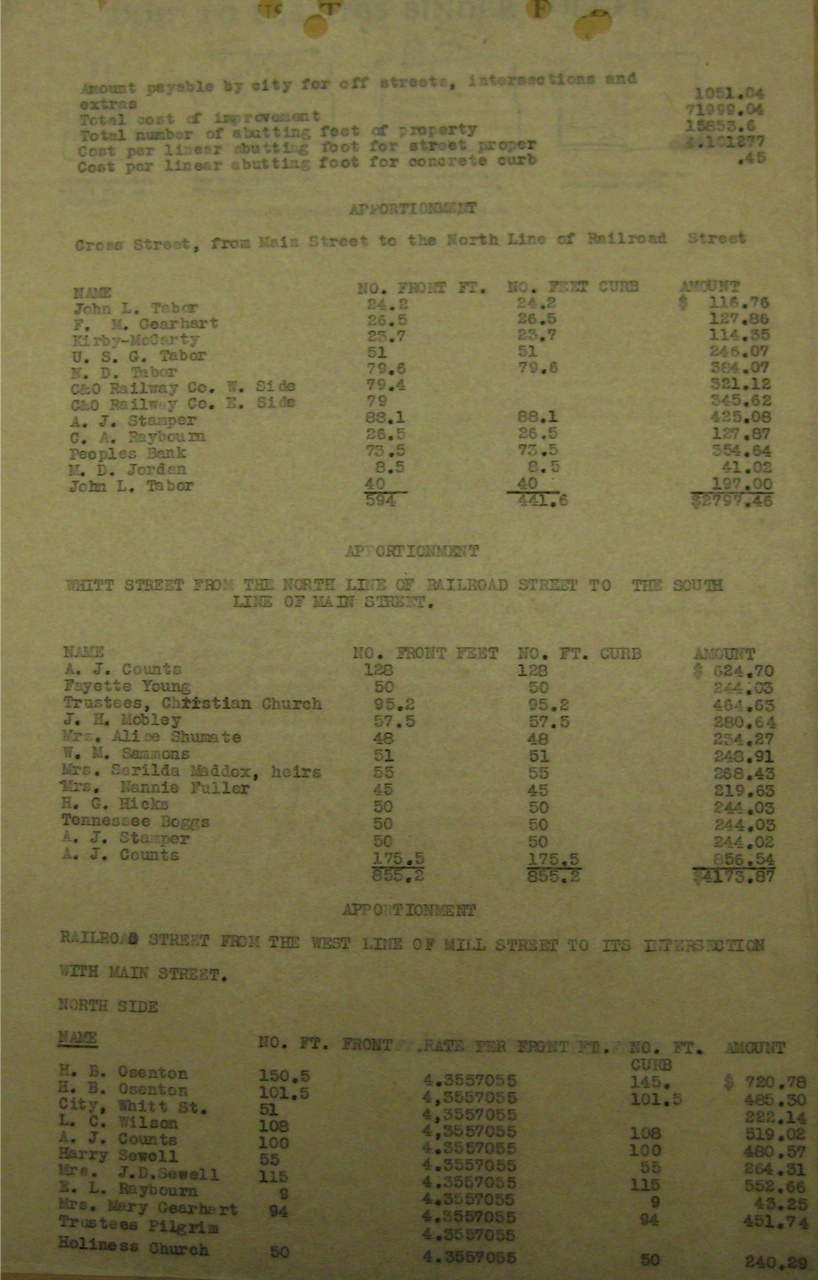 Amount payable by city for off streets, intersections and
extras 1051.04
Total cost of improvement 71999.04
Total number of abutting feet of property 15853.6
Cost per linear abutting foot for street proper 4.101277
Cost per linear abutting foot for concrete curb .45
APPORTIONMENT
Cross Street, from Main Street to the North Line of Railroad Street
NAME NO. FRONT FT. NO. FEET CURB AMOUNT
John L. Tabor 24.2 24.2 $ 116.76
F. M. Gearhart 26.5 26.5 127.86
Kirby-McCarty 23.7 23.7 114.35
U. S. G. Tabor 51 51 246.07
N. D. Tabor 79.6 79.6 384.07
C&O Railway Co. W. Side 79.4 321.12
C&O Railway Co. E. Side 79 345.62
A. J. Stamper 88.1 88.1 425.08
C. A. Raybourn 26.5 26.5 127.87
Peoples Bank 73.5 73.5 354.64
M. D. Jordan 8.5 8.5 41.02
John L. Tabor 40 40 197.00
594 441.6 $2797.46
APPORTIONMENT
WHITT STREET FROM THE NORTH LINE OF RAILROAD STREET TO THE SOUTH
LINE OF MAIN STREET.
NAME NO. FRONT FEET NO. FT. CURB AMOUNT
A. J. Counts 128 128 $ 624.70
Fayette Young 50 50 244.03
Trustees, Christian Church 95.2 95.2 464.63
J. H. Mobley 57.5 57.5 280.64
Mrs. Alice Shumate 48 48 234.27
W. M. Sammons 51 51 248.91
Mrs. Sarilda Maddox, heirs 55 55 268.43
Mrs. Nannie Fuller 45 45 219.63
H. G. Hicks 50 50 244.03
Tennessee Boggs 50 50 244.03
A. J. Stamper 50 50 244.02
A. J. Counts 175.5 175.5 856.54
855.2 855.2 $4173.87
APPORTIONMENT
RAILROAD STREET FROM THE WEST LINE OF MILL STREET TO ITS INTERSECTION
WITH MAIN STREET.
NORTH SIDE
NAME NO. FT. FRONT .RATE PER FRONT FT. NO. FT. AMOUNT
CURB
H. B. Osenton 150.5 4.3557055 145. $ 720.78
H. B. Osenton 101.5 4,3557055 101.5 485.30
City, Whitt St. 51 4,3557055 222.14
L. C. Wilson 108 4,3557055 108 519.02
A. J. Counts 100 4.3557055 100 480.57
Harry Sewell 55 4.3557055 55 264.31
Mrs. J.D.Sewell 115 4.3557055 115 552.66
E. L. Raybourn 9 4.3557055 9 43.25
Mrs. Mary Gearhart 94 4.3557055 94 451.74
Trustees Pilgrim 4.3557055
Holiness Church 50 4.3557055 50 240.29